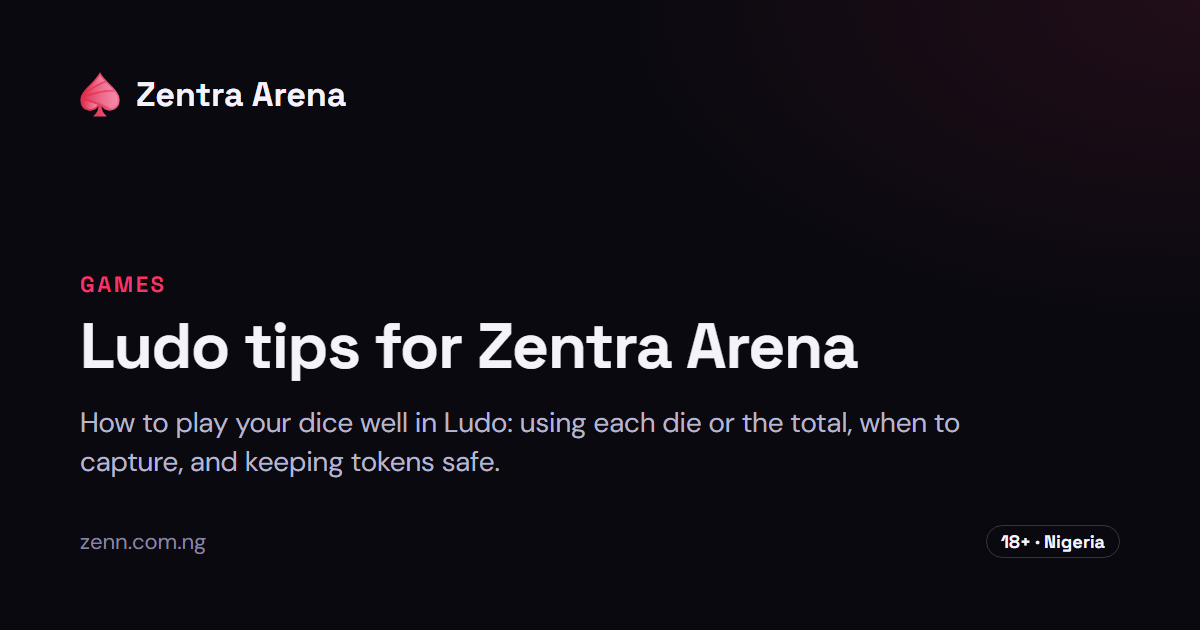 Zentra Arena
GAMES
Ludo tips for Zentra Arena
How to play your dice well in Ludo: using each die or the total, when to
capture, and keeping tokens safe.
zenn.com.ng
18+ · Nigeria